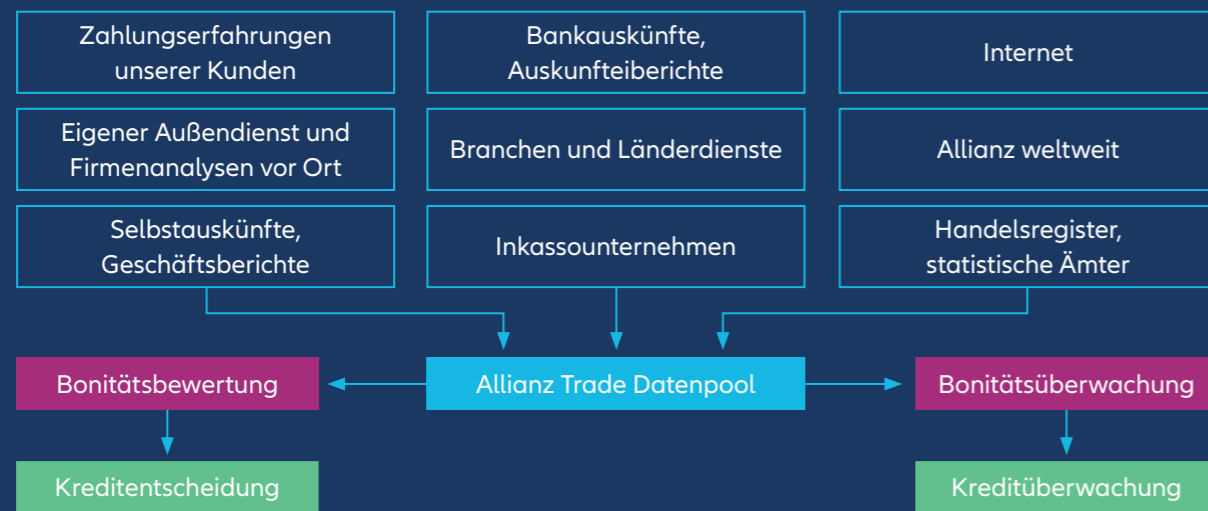 Zahlungserfahrungen
unserer Kunden
Bankauskünfte,
Auskunfteiberichte
Internet
Eigener Außendienst und
Firmenanalysen vor Ort
Branchen und Länderdienste
Allianz weltweit
Selbstauskünfte,
Geschäftsberichte
Inkassounternehmen
Handelsregister,
statistische Ämter
Bonitätsbewertung
Allianz Trade Datenpool
Bonitätsüberwachung
Kreditentscheidung
Kreditüberwachung